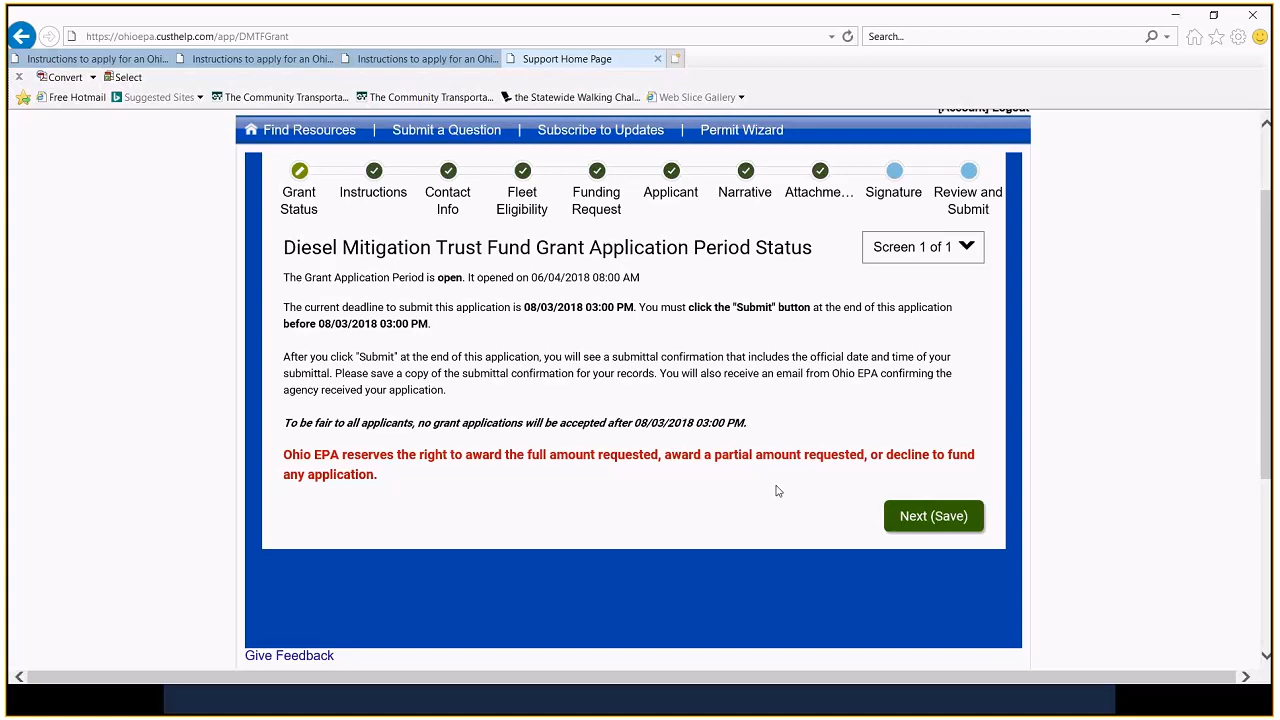 https://ohioepa.custhelp.com/app/DMTFGrant
Search...
Instructions to apply for an Ohi...
Instructions to apply for an Ohi...
Instructions to apply for an Ohi...
Support Home Page
Convert
Select
Free Hotmail
Suggested Sites
The Community Transporta...
The Community Transporta...
the Statewide Walking Chal...
Web Slice Gallery
[Account] Logout
Find Resources | Submit a Question | Subscribe to Updates | Permit Wizard
Grant Status
Instructions
Contact Info
Fleet Eligibility
Funding Request
Applicant
Narrative
Attachme...
Signature
Review and Submit
Diesel Mitigation Trust Fund Grant Application Period Status
Screen 1 of 1
The Grant Application Period is open. It opened on 06/04/2018 08:00 AM
The current deadline to submit this application is 08/03/2018 03:00 PM. You must click the "Submit" button at the end of this application
before 08/03/2018 03:00 PM.
After you click "Submit" at the end of this application, you will see a submittal confirmation that includes the official date and time of your
submittal. Please save a copy of the submittal confirmation for your records. You will also receive an email from Ohio EPA confirming the
agency received your application.
To be fair to all applicants, no grant applications will be accepted after 08/03/2018 03:00 PM.
Ohio EPA reserves the right to award the full amount requested, award a partial amount requested, or decline to fund
any application.
Next (Save)
Give Feedback